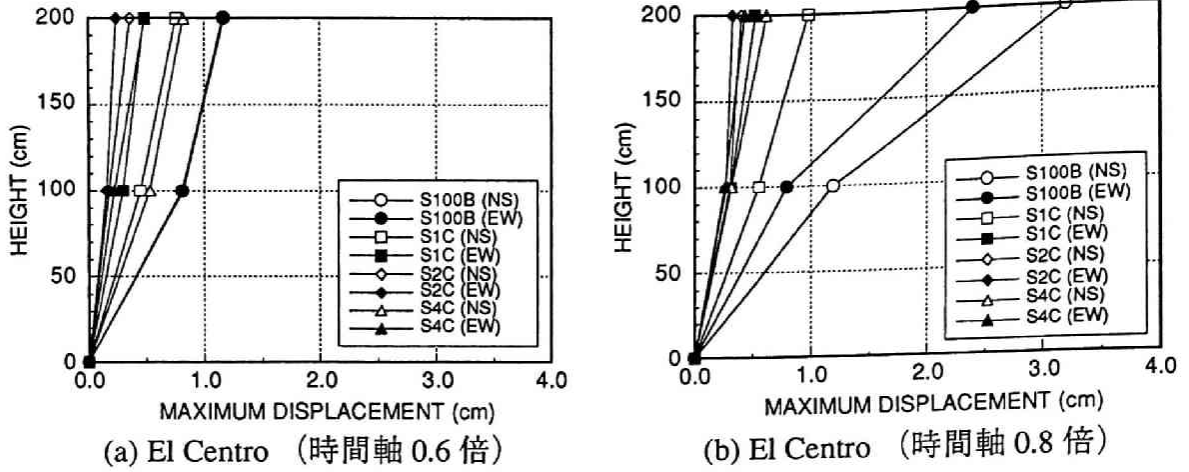 200
150
100
50
0
HEIGHT (cm)
0.0 1.0 2.0 3.0 4.0
MAXIMUM DISPLACEMENT (cm)
S100B (NS)
S100B (EW)
S1C (NS)
S1C (EW)
S2C (NS)
S2C (EW)
S4C (NS)
S4C (EW)
(a) El Centro （時間軸 0.6 倍）
200
150
100
50
0
HEIGHT (cm)
0.0 1.0 2.0 3.0 4.0
MAXIMUM DISPLACEMENT (cm)
S100B (NS)
S100B (EW)
S1C (NS)
S1C (EW)
S2C (NS)
S2C (EW)
S4C (NS)
S4C (EW)
(b) El Centro （時間軸 0.8 倍）